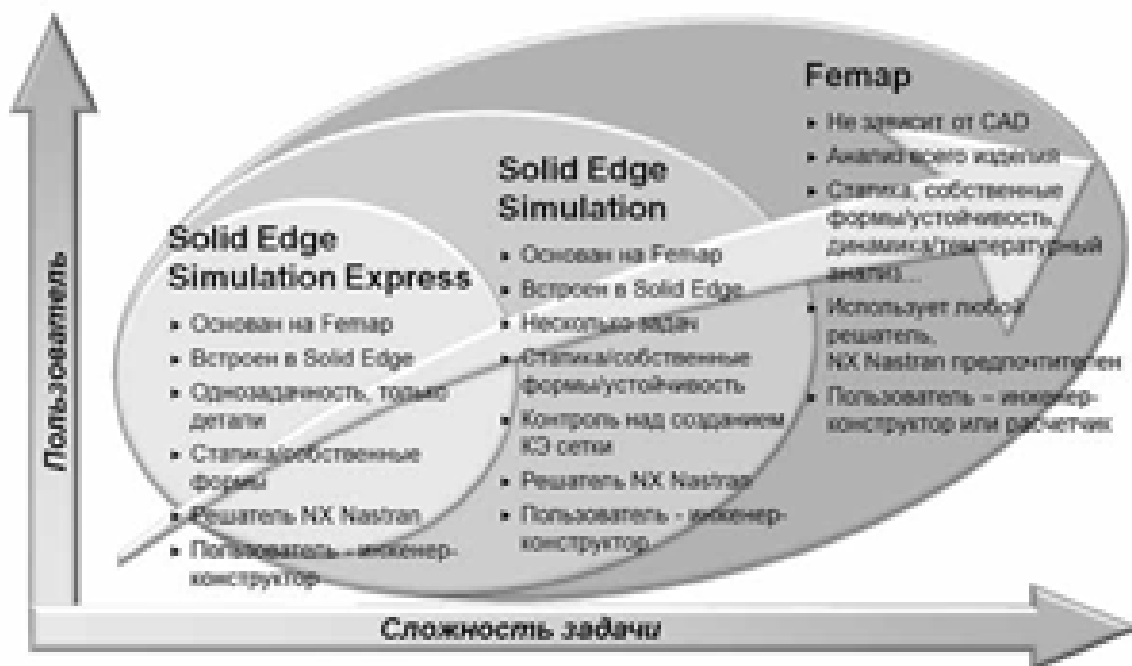 Пользователь
Solid Edge
Simulation Express
▸ Основан на Femap
▸ Встроен в Solid Edge
▸ Однозадачность, только
детали
▸ Статика/собственные
формы
▸ Решатель NX Nastran
▸ Пользователь - инженер-
конструктор
Solid Edge
Simulation
▸ Основан на Femap
▸ Встроен в Solid Edge
▸ Несколько задач
▸ Статика/собственные
формы/устойчивость
▸ Контроль над созданием
КЭ сетки
▸ Решатель NX Nastran
▸ Пользователь - инженер-
конструктор
Femap
▸ Не зависит от CAD
▸ Анализ всего изделия
▸ Статика, собственные
формы/устойчивость,
динамика/температурный
анализ...
▸ Использует любой
решатель,
NX Nastran предпочтителен
▸ Пользователь – инженер-
конструктор или расчетчик
Сложность задачи